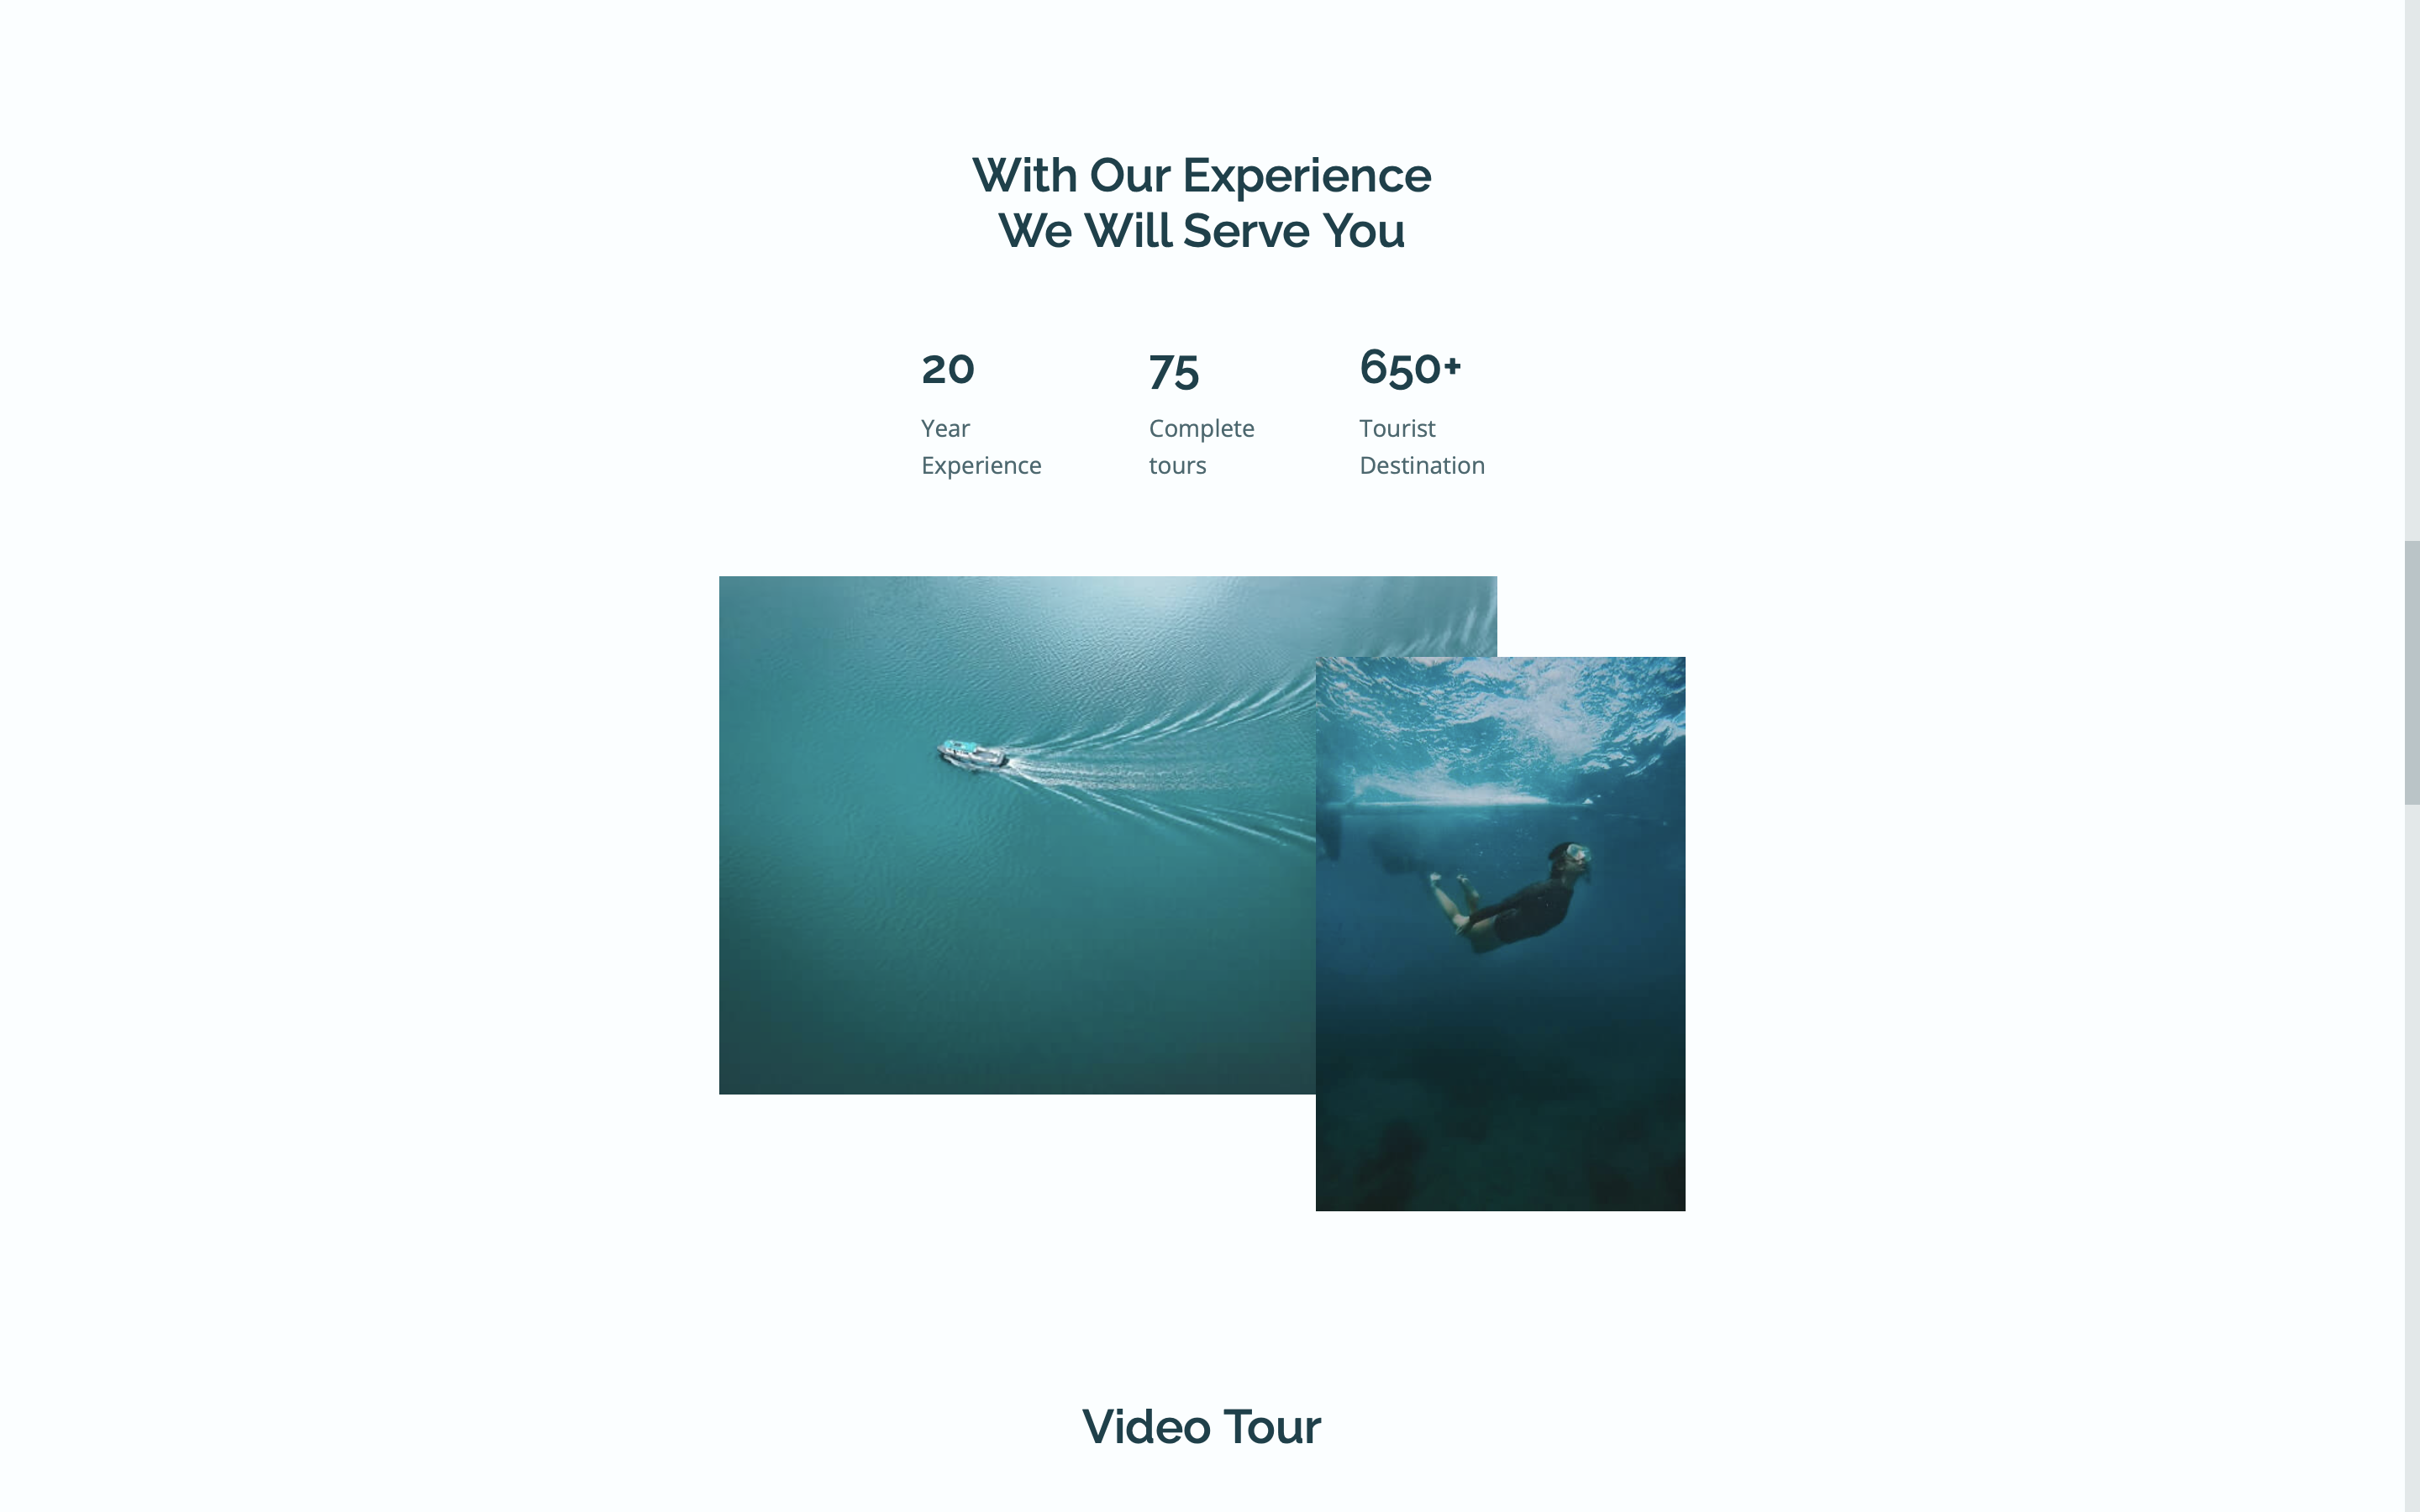 With Our Experience
We Will Serve You
20
Year
Experience
75
Complete
tours
650+
Tourist
Destination
Video Tour